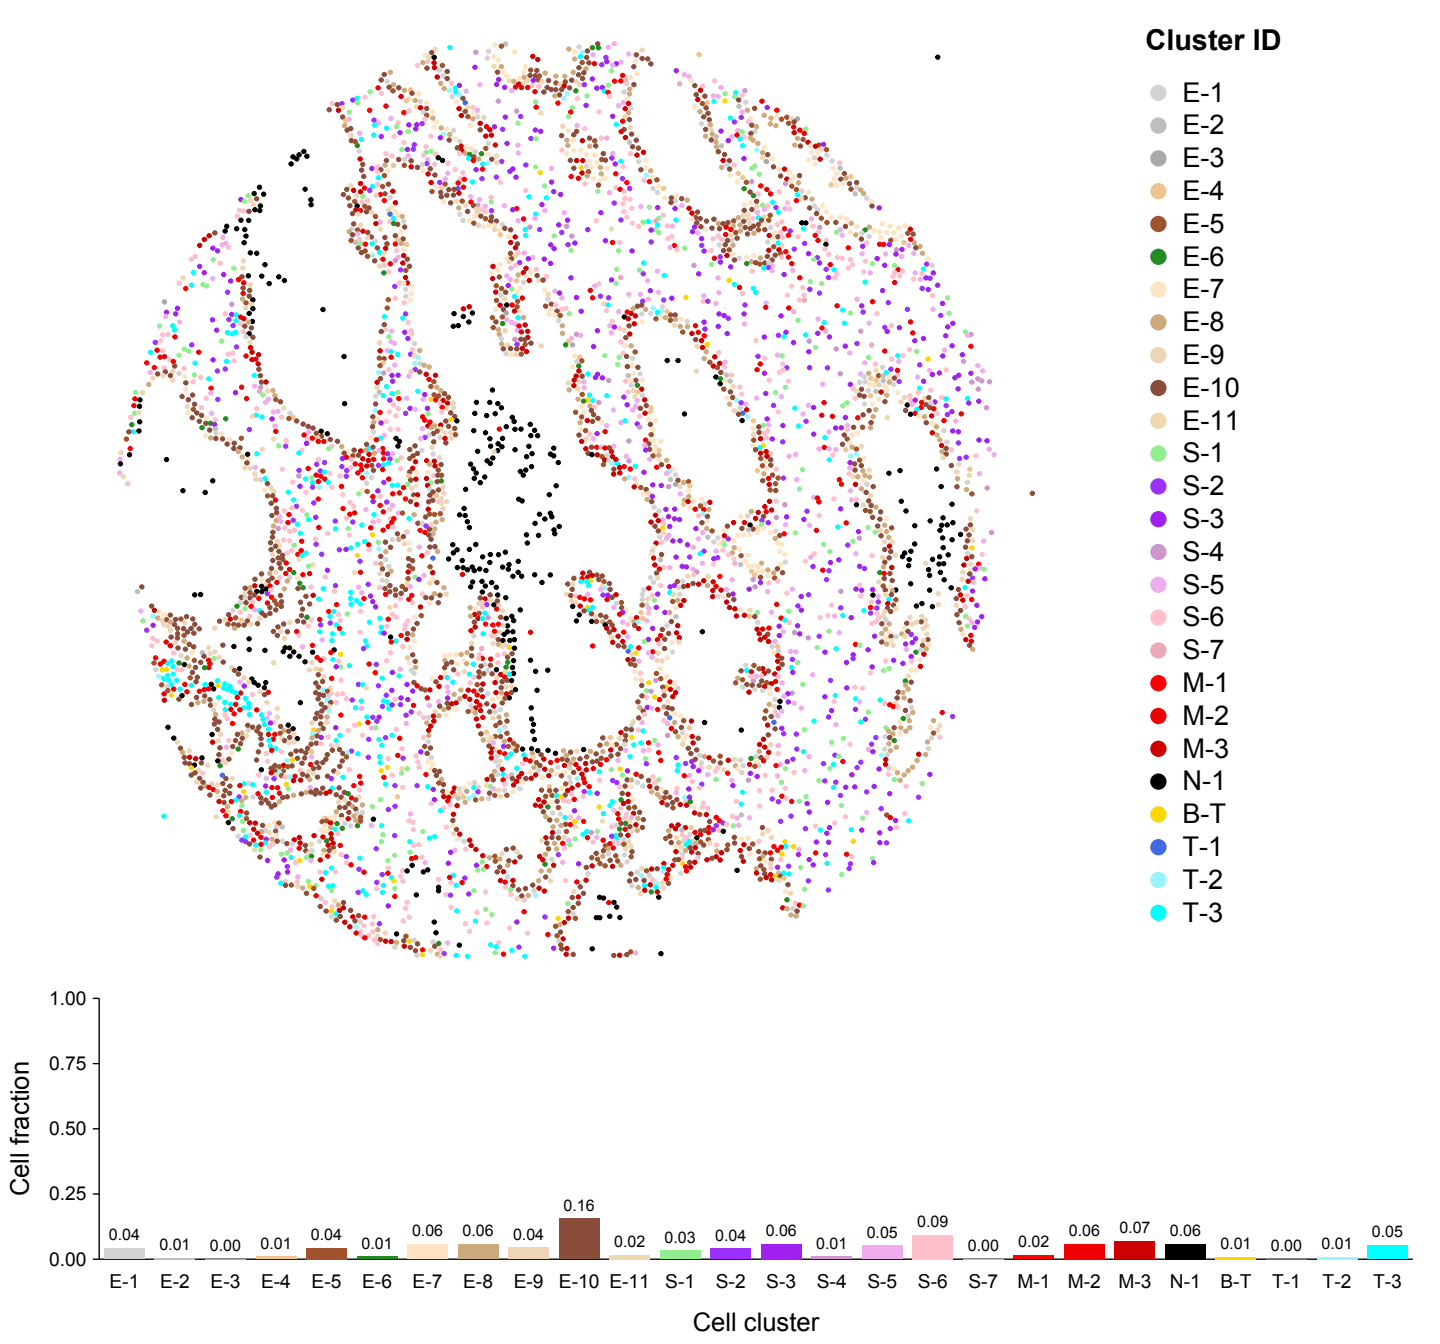 Cluster ID
E-1
E-2
E-3
E-4
E-5
E-6
E-7
E-8
E-9
E-10
E-11
S-1
S-2
S-3
S-4
S-5
S-6
S-7
M-1
M-2
M-3
N-1
B-T
T-1
T-2
T-3
1.00
0.75
0.50
0.25
0.00
Cell fraction
0.04 0.01 0.00 0.01 0.04 0.01 0.06 0.06 0.04 0.16 0.02 0.03 0.04 0.06 0.01 0.05 0.09 0.00 0.02 0.06 0.07 0.06 0.01 0.00 0.01 0.05
E-1 E-2 E-3 E-4 E-5 E-6 E-7 E-8 E-9 E-10 E-11 S-1 S-2 S-3 S-4 S-5 S-6 S-7 M-1 M-2 M-3 N-1 B-T T-1 T-2 T-3
Cell cluster